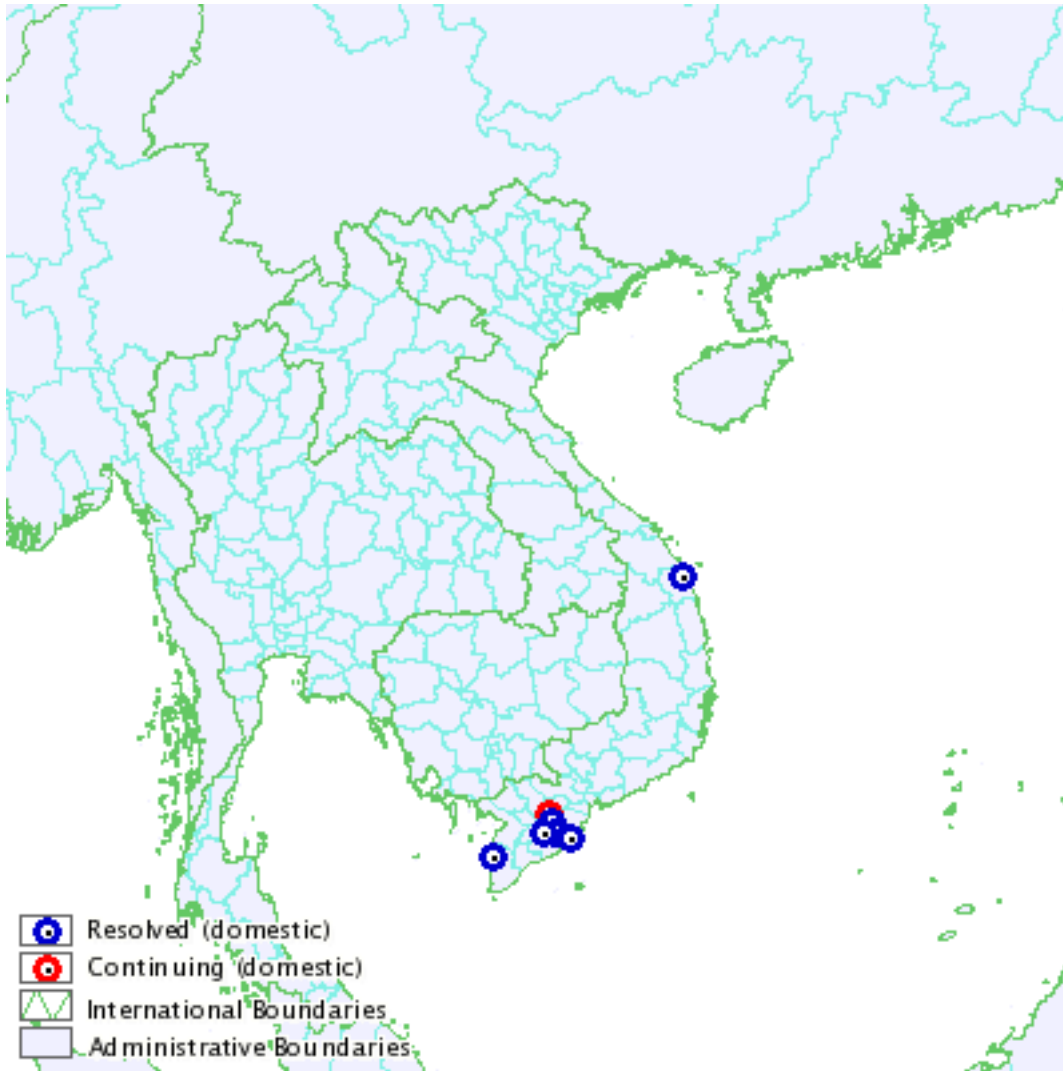 Resolved (domestic)
Continuing (domestic)
International Boundaries
Administrative Boundaries